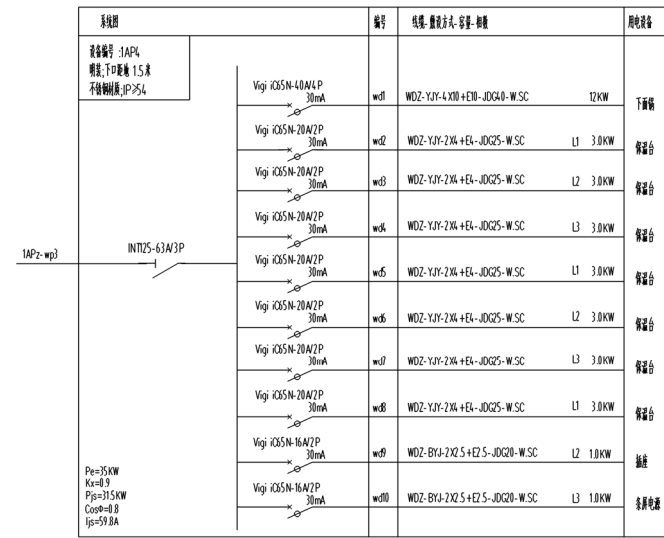 系统图 编号 线缆-敷设方式-容量-相数 用电设备
设备编号 :1AP4
明装;下口距地 1.5米
不锈钢材质;IP≥54
Vigi iC65N-40A/4P
30mA wd1 WDZ-YJY-4X10+E10-JDG40-W.SC 12KW 下面锅
Vigi iC65N-20A/2P
30mA wd2 WDZ-YJY-2X4+E4-JDG25-W.SC L1 3.0KW 保温台
Vigi iC65N-20A/2P
30mA wd3 WDZ-YJY-2X4+E4-JDG25-W.SC L2 3.0KW 保温台
Vigi iC65N-20A/2P
30mA wd4 WDZ-YJY-2X4+E4-JDG25-W.SC L3 3.0KW 保温台
1APz-wp3 INT125-63A/3P
Vigi iC65N-20A/2P
30mA wd5 WDZ-YJY-2X4+E4-JDG25-W.SC L1 3.0KW 保温台
Vigi iC65N-20A/2P
30mA wd6 WDZ-YJY-2X4+E4-JDG25-W.SC L2 3.0KW 保温台
Vigi iC65N-20A/2P
30mA wd7 WDZ-YJY-2X4+E4-JDG25-W.SC L3 3.0KW 保温台
Vigi iC65N-20A/2P
30mA wd8 WDZ-YJY-2X4+E4-JDG25-W.SC L1 3.0KW 保温台
Vigi iC65N-16A/2P
30mA wd9 WDZ-BYJ-2X2.5+E2.5-JDG20-W.SC L2 1.0KW 插座
Vigi iC65N-16A/2P
30mA wd10 WDZ-BYJ-2X2.5+E2.5-JDG20-W.SC L3 1.0KW 条屏电源
Pe=35KW
Kx=0.9
Pjs=31.5KW
CosΦ=0.8
Ijs=59.8A